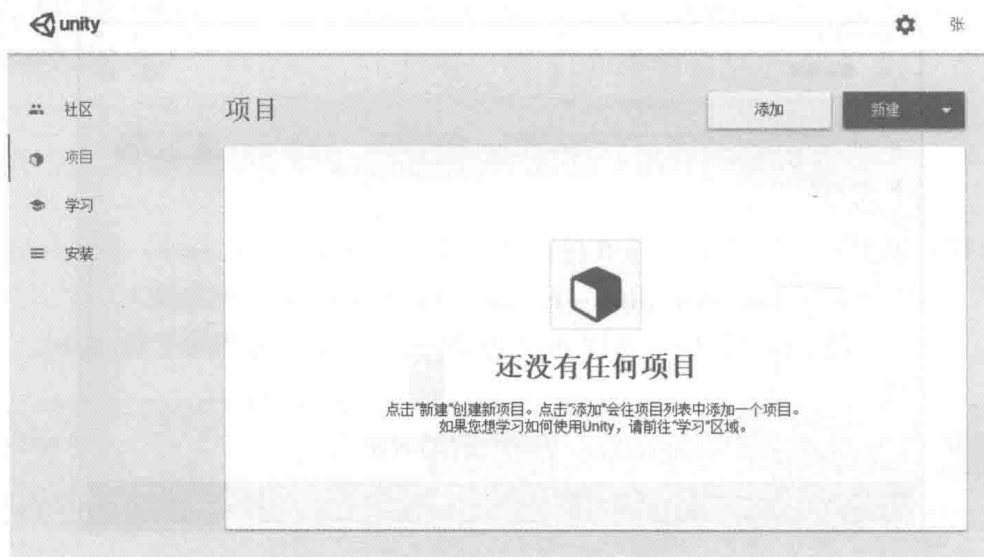 unity
张
社区
项目
学习
安装
项目
添加
新建
还没有任何项目
点击"新建"创建新项目。点击"添加"会往项目列表中添加一个项目。
如果您想学习如何使用Unity，请前往"学习"区域。